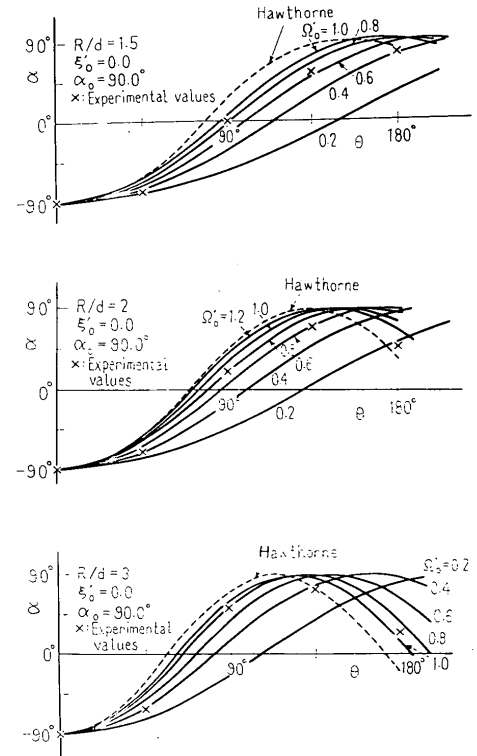 Hawthorne
Ω'₀=1.0
0.8
90°
R/d=1.5
ξ'₀=0.0
α₀=90.0°
×:Experimental values
α
0.6
0.4
0°
90°
0.2
θ
180°
-90°
Hawthorne
90°
R/d=2
Ω'₀=1.2
1.0
ξ'₀=0.0
α₀=90.0°
×:Experimental
values
α
0.6
0.4
0°
90°
0.2
θ
180°
-90°
Hawthorne
Ω'₀=0.2
90°
R/d=3
ξ'₀=0.0
α₀=90.0°
×:Experimental
values
α
0.4
0.6
0.8
1.0
0°
90°
θ
180°
-90°